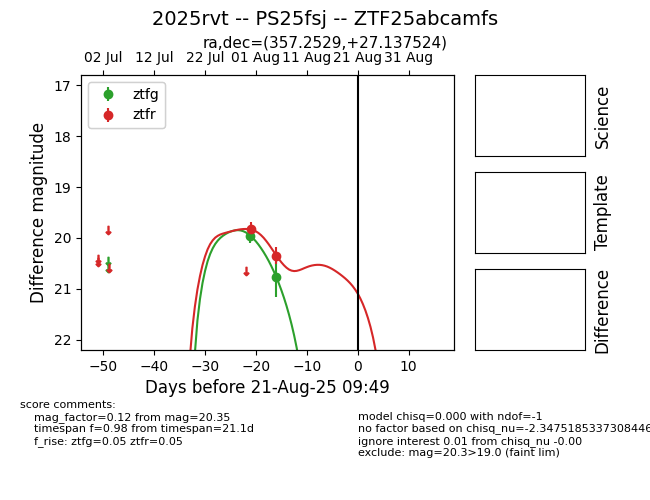 2025rvt -- PS25fsj -- ZTF25abcamfs
ra,dec=(357.2529,+27.137524)
02 Jul 12 Jul 22 Jul 01 Aug 11 Aug 21 Aug 31 Aug
ztfg
ztfr
17
18
19
20
21
22
Difference magnitude
−50 −40 −30 −20 −10 0 10
Days before 21-Aug-25 09:49
Science
Template
Difference
score comments:
mag_factor=0.12 from mag=20.35
timespan f=0.98 from timespan=21.1d
f_rise: ztfg=0.05 ztfr=0.05
model chisq=0.000 with ndof=-1
no factor based on chisq_nu=-2.3475185337308446
ignore interest 0.01 from chisq_nu -0.00
exclude: mag=20.3>19.0 (faint lim)